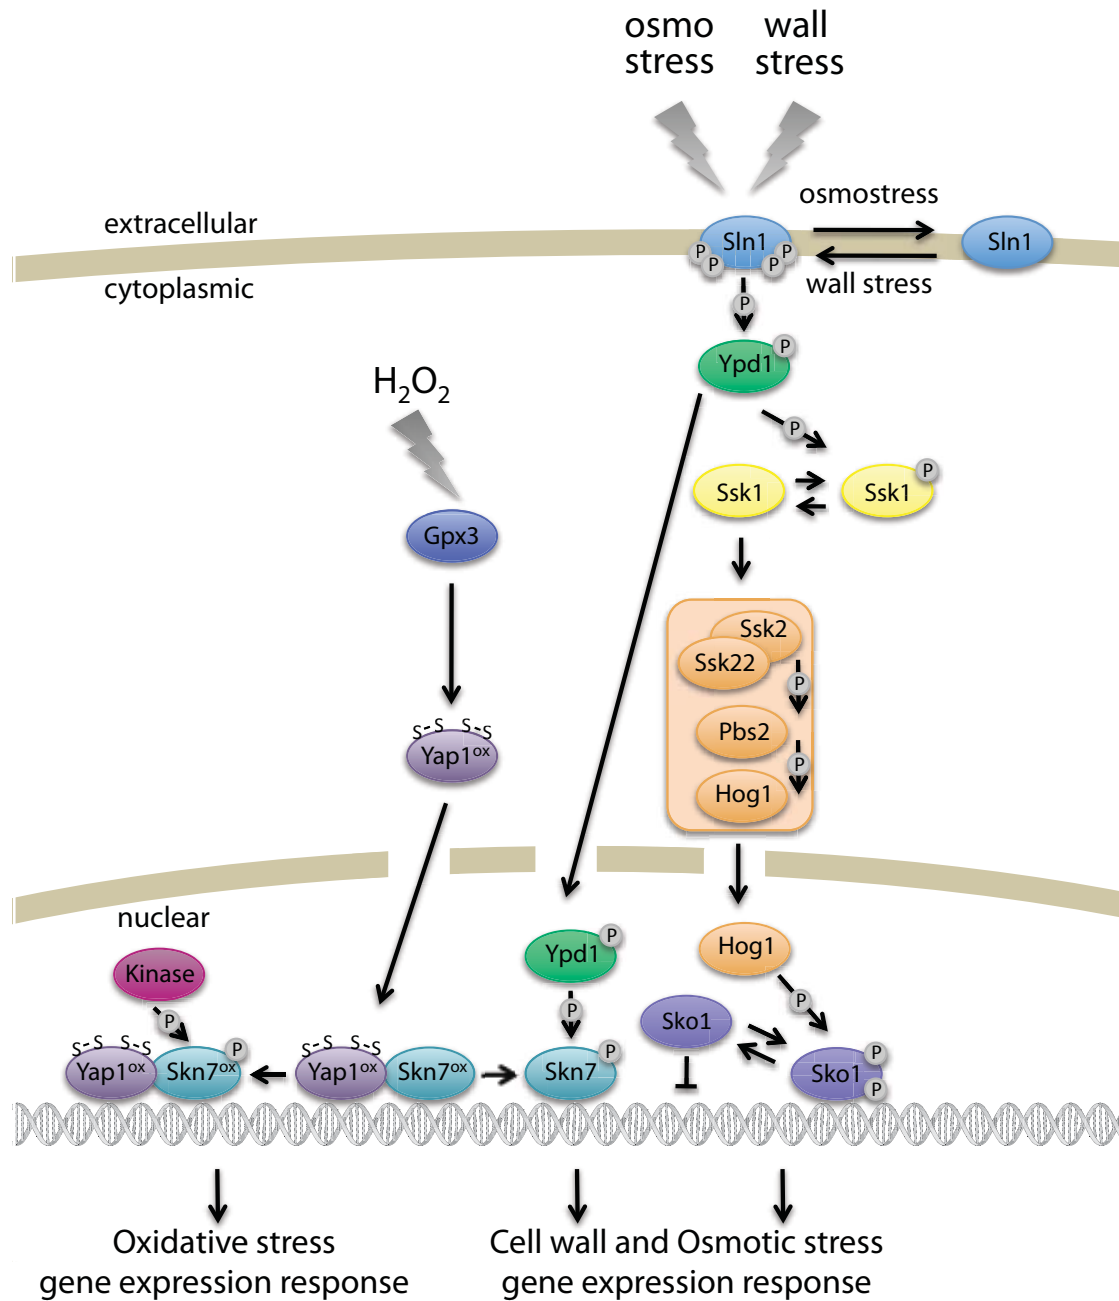 osmo
stress
wall
stress
extracellular
cytoplasmic
osmostress
Sln1
P
P
P
P
Sln1
wall stress
P
Ypd1
P
H₂O₂
P
Ssk1
Ssk1
P
Gpx3
Ssk2
Ssk22
P
S-S S-S
Yap1ᵒˣ
Pbs2
P
Hog1
nuclear
Kinase
P
Ypd1
P
Hog1
P
P
Sko1
S-S S-S
Yap1ᵒˣ
Skn7ᵒˣ
P
S-S S-S
Yap1ᵒˣ
Skn7ᵒˣ
Skn7
P
Sko1
P
P
Oxidative stress
gene expression response
Cell wall and Osmotic stress
gene expression response